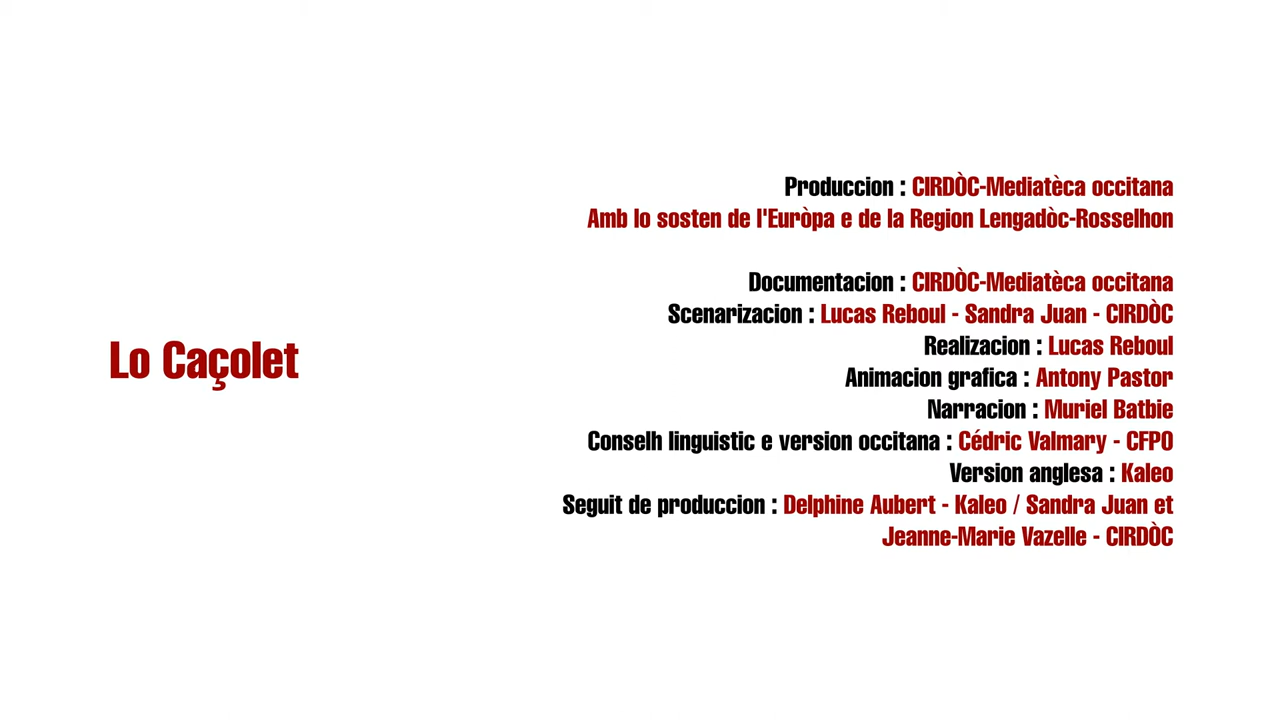 Lo Caçolet
Produccion : CIRDÒC-Mediatèca occitana
Amb lo sosten de l'Euròpa e de la Region Lengadòc-Rosselhon
Documentacion : CIRDÒC-Mediatèca occitana
Scenarizacion : Lucas Reboul - Sandra Juan - CIRDÒC
Realizacion : Lucas Reboul
Animacion grafica : Antony Pastor
Narracion : Muriel Batbie
Conselh linguistic e version occitana : Cédric Valmary - CFPO
Version anglesa : Kaleo
Seguit de produccion : Delphine Aubert - Kaleo / Sandra Juan et
Jeanne-Marie Vazelle - CIRDÒC